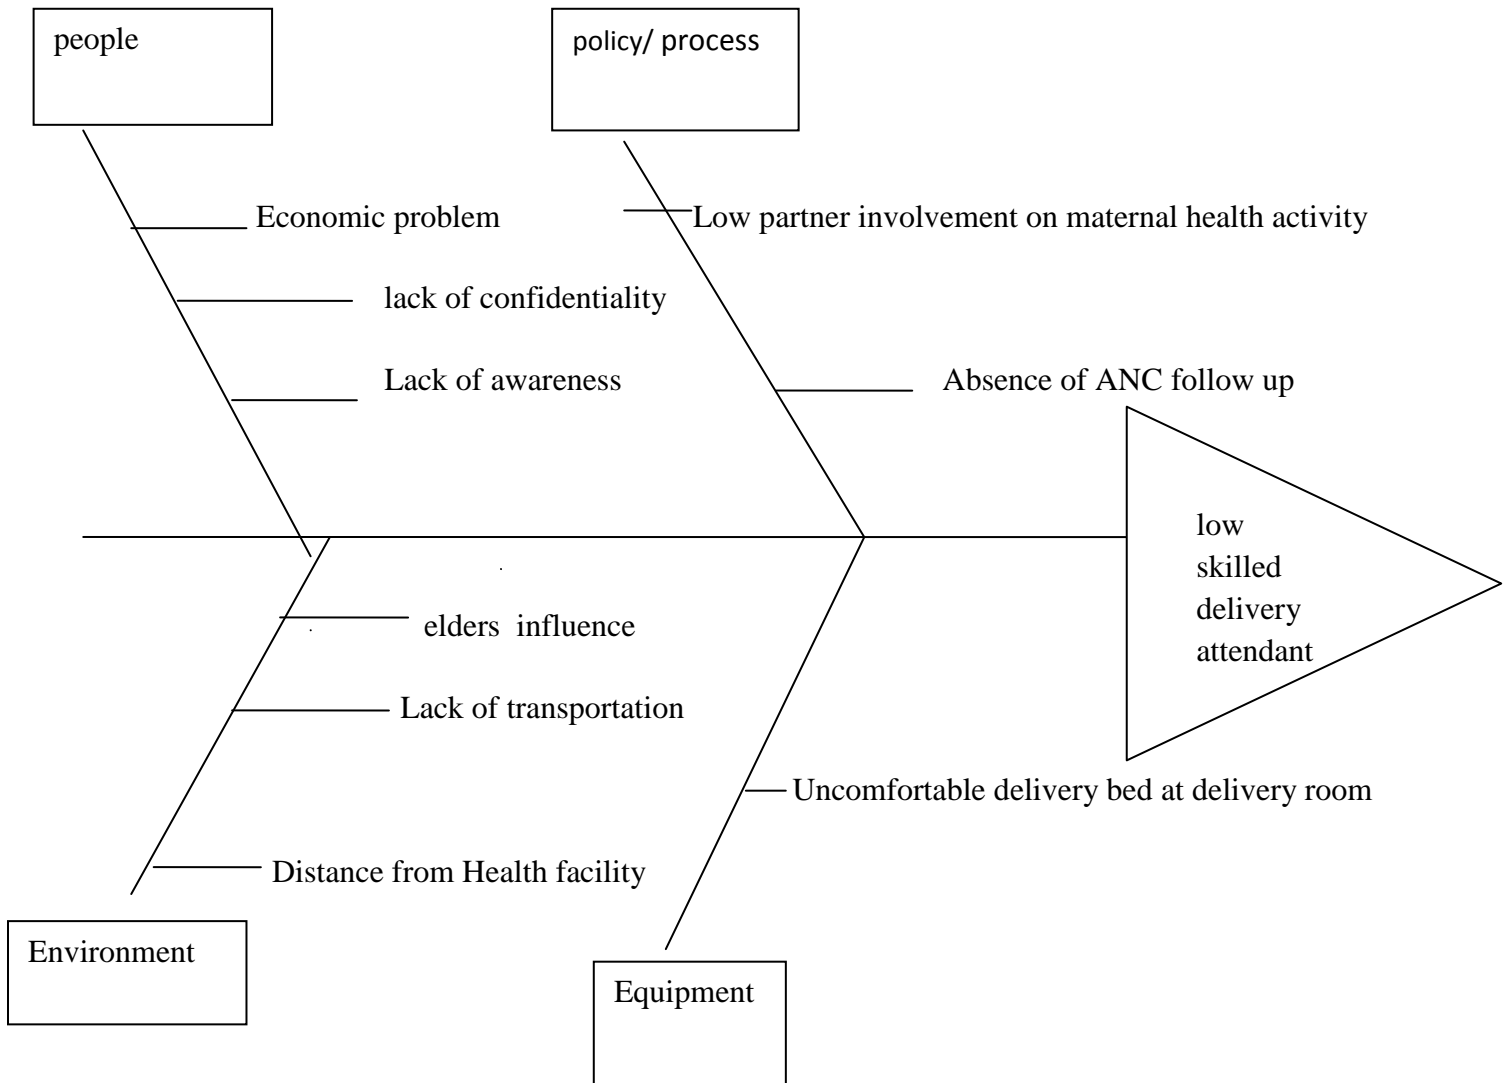 people
policy/ process
Economic problem
Low partner involvement on maternal health activity
lack of confidentiality
Lack of awareness
Absence of ANC follow up
low
skilled
delivery
attendant
elders influence
Lack of transportation
Uncomfortable delivery bed at delivery room
Distance from Health facility
Environment
Equipment